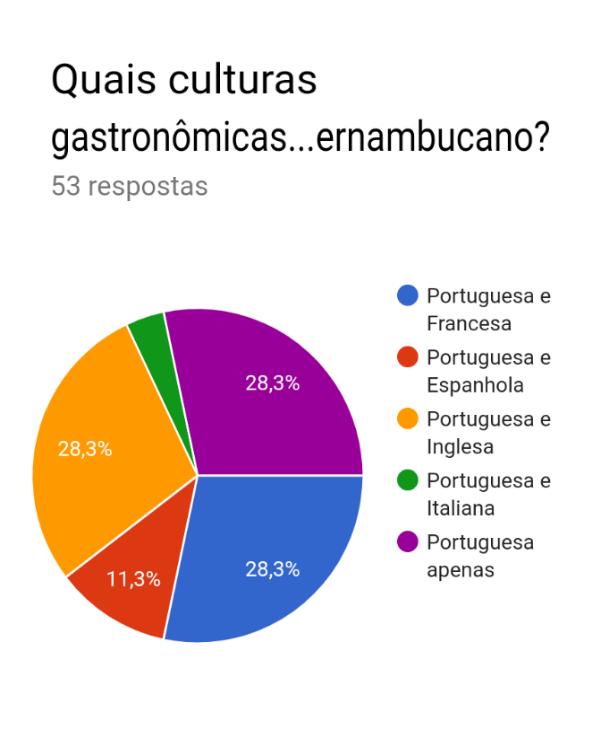 Quais culturas
gastronômicas...ernambucano?
53 respostas
Portuguesa e
Francesa
Portuguesa e
Espanhola
Portuguesa e
Inglesa
Portuguesa e
Italiana
Portuguesa
apenas
28,3%
28,3%
11,3%
28,3%